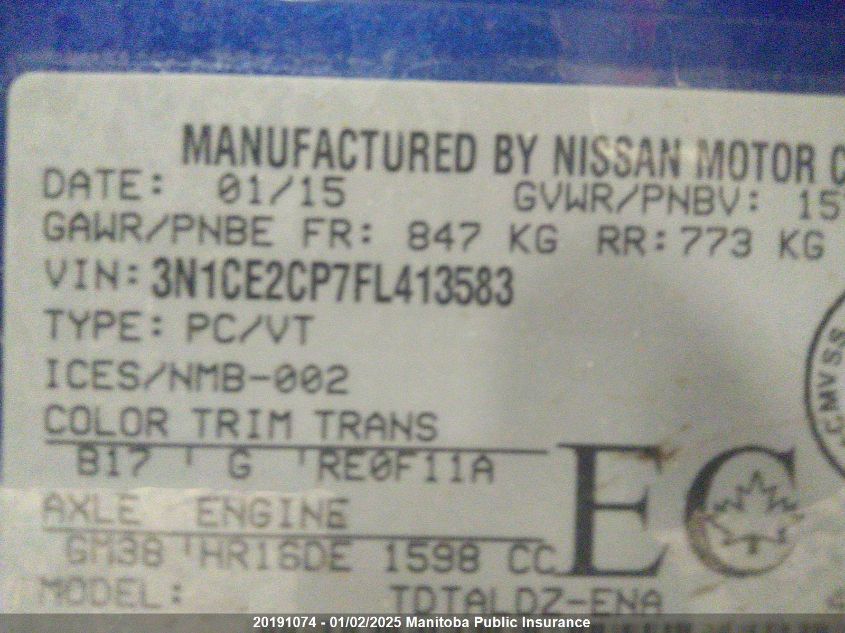 MANUFACTURED BY NISSAN MOTOR C
DATE: 01/15 GVWR/PNBV: 15
GAWR/PNBE FR: 847 KG RR:773 KG
VIN: 3N1CE2CP7FL413583
TYPE: PC/VT
ICES/NMB-002
CMVSS
COLOR TRIM TRANS
B17 G RE0F11A
EC
AXLE ENGINE
GM38 HR16DE 1598 CC
MODEL: TDTALDZ-ENA
20191074 - 01/02/2025 Manitoba Public Insurance